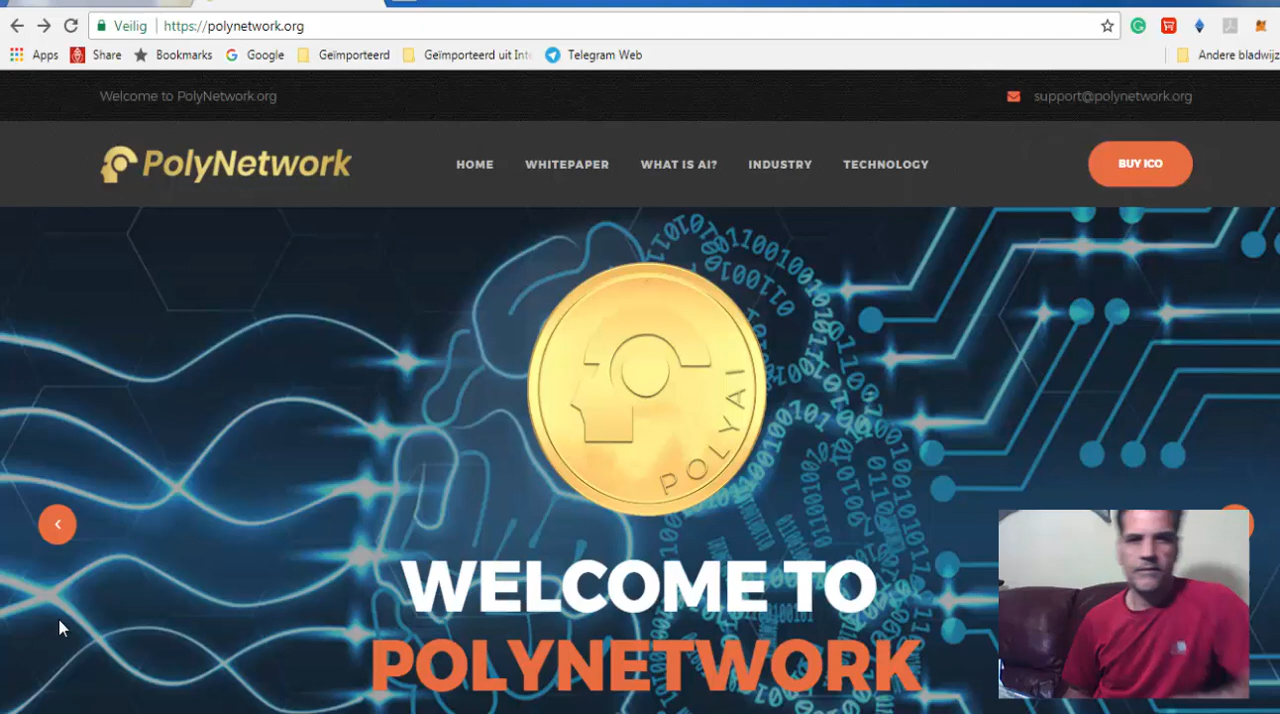 Veilig | https://polynetwork.org
Apps Share Bookmarks Google Geïmporteerd Geïmporteerd uit Int Telegram Web Andere bladwijz
Welcome to PolyNetwork.org support@polynetwork.org
PolyNetwork HOME WHITEPAPER WHAT IS AI? INDUSTRY TECHNOLOGY BUY ICO
POLYAI
WELCOME TO
POLYNETWORK